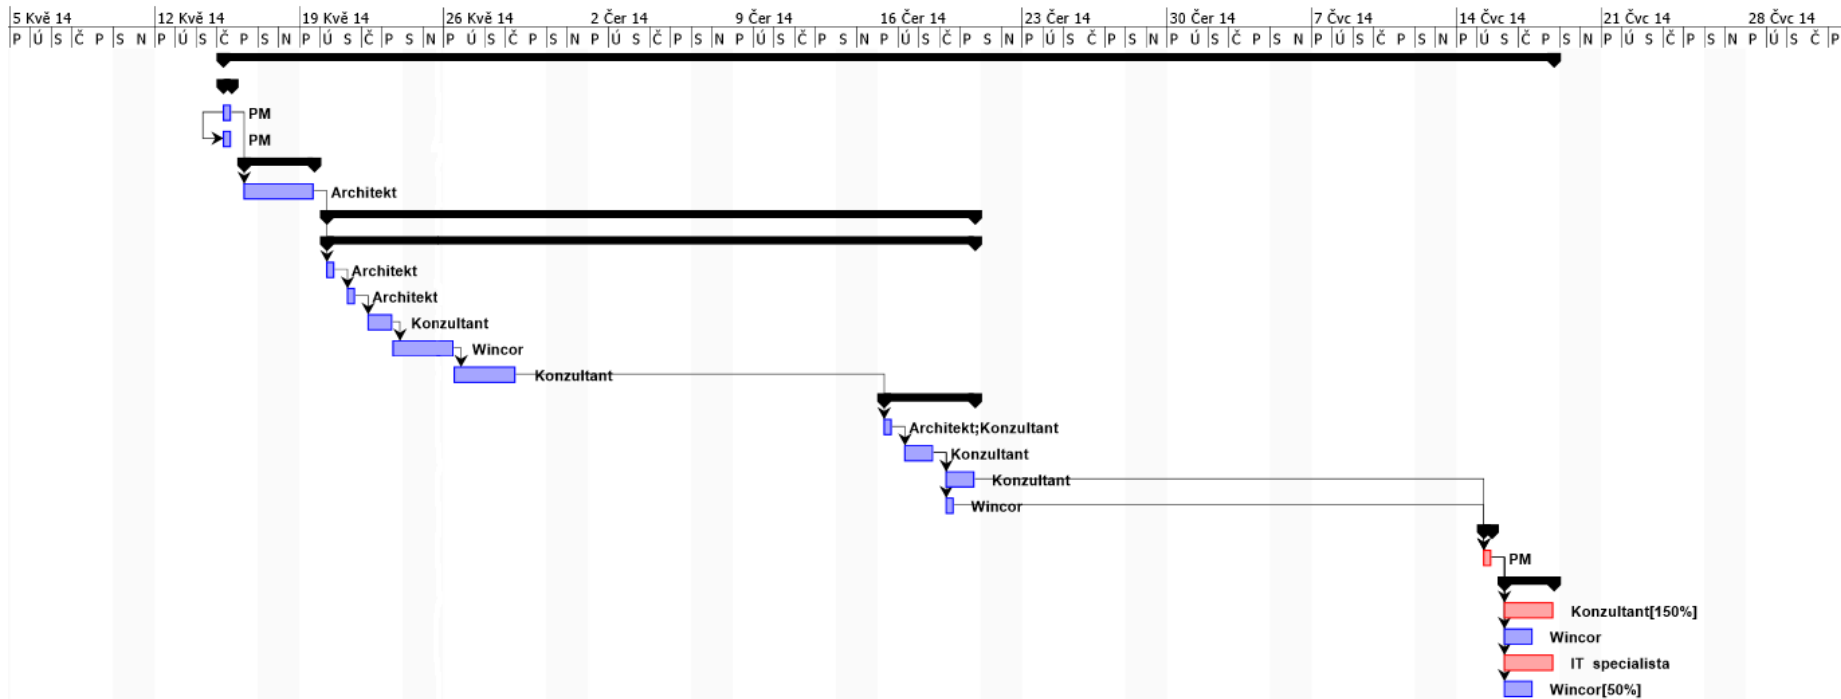 5 Kvě 14 12 Kvě 14 19 Kvě 14 26 Kvě 14 2 Čer 14 9 Čer 14 16 Čer 14 23 Čer 14 30 Čer 14 7 Čvc 14 14 Čvc 14 21 Čvc 14 28 Čvc 14
P Ú S Č P S N P Ú S Č P S N P Ú S Č P S N P Ú S Č P S N P Ú S Č P S N P Ú S Č P S N P Ú S Č P S N P Ú S Č P S N P Ú S Č P S N P Ú S Č P S N P Ú S Č P S N P Ú S Č P S N P Ú S Č P
PM
PM
Architekt
Architekt
Architekt
Konzultant
Wincor
Konzultant
Architekt;Konzultant
Konzultant
Konzultant
Wincor
PM
Konzultant[150%]
Wincor
IT specialista
Wincor[50%]